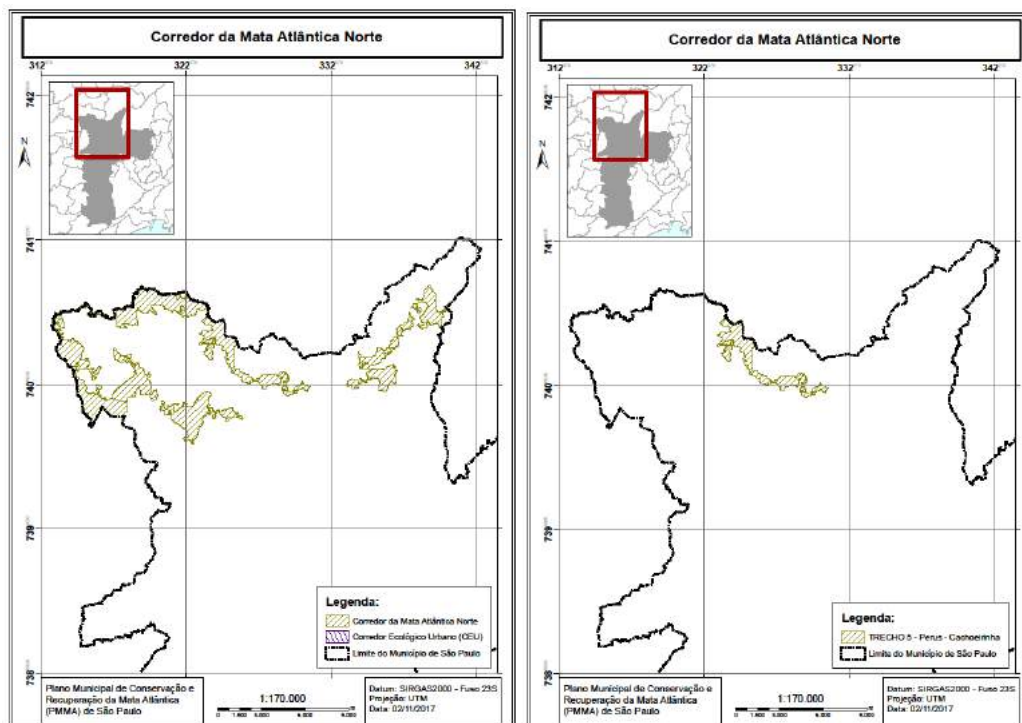 Corredor da Mata Atlântica Norte
312 322 332 342
742
N
741
740
739
738
Legenda:
Corredor da Mata Atlântica Norte
Corredor Ecológico Urbano (CEU)
Limite do Município de São Paulo
Plano Municipal de Conservação e
Recuperação da Mata Atlântica
(PMMA) de São Paulo
1:170.000
Datum: SIRGAS2000 - Fuso 23S
Projeção: UTM
Data: 02/11/2017
Corredor da Mata Atlântica Norte
312 322 332 342
742
N
741
740
739
738
Legenda:
TRECHO 5 - Perus - Cachoeirinha
Limite do Município de São Paulo
Plano Municipal de Conservação e
Recuperação da Mata Atlântica
(PMMA) de São Paulo
1:170.000
Datum: SIRGAS2000 - Fuso 23S
Projeção: UTM
Data: 02/11/2017